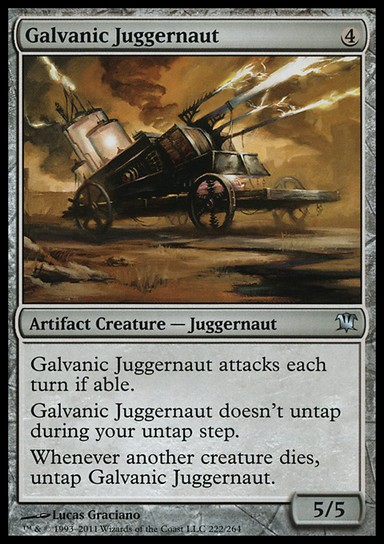 Galvanic Juggernaut 4
Artifact Creature — Juggernaut
Galvanic Juggernaut attacks each
turn if able.
Galvanic Juggernaut doesn't untap
during your untap step.
Whenever another creature dies,
untap Galvanic Juggernaut.
5/5
Lucas Graciano
™ & © 1993–2011 Wizards of the Coast LLC 222/264